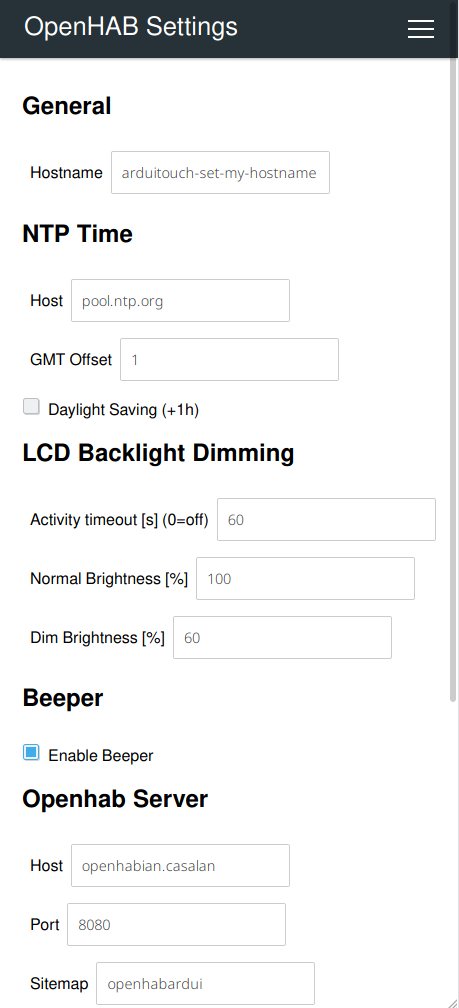 OpenHAB Settings
General
Hostname arduitouch-set-my-hostname
NTP Time
Host pool.ntp.org
GMT Offset 1
Daylight Saving (+1h)
LCD Backlight Dimming
Activity timeout [s] (0=off) 60
Normal Brightness [%] 100
Dim Brightness [%] 60
Beeper
Enable Beeper
Openhab Server
Host openhabian.casalan
Port 8080
Sitemap openhabardui